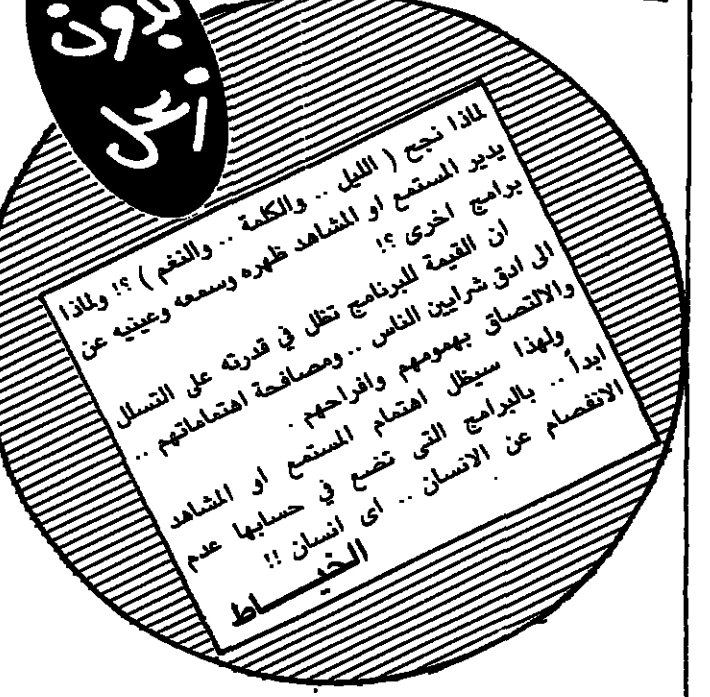 بدون
زعل
لماذا نجح ( الليل .. والكلمة .. والنغم ) ؟! ولماذا
يدير المستمع او المشاهد ظهره وسمعه وعينيه عن
برامج اخرى ؟!
ان القيمة للبرنامج تظل في قدرته على التسلل
الى ادق شرايين الناس .. ومصافحة اهتماماتهم ..
والالتصاق بهمومهم وافراحهم .
ولهذا سيظل اهتمام المستمع او المشاهد
ابداً .. بالبرامج التى تضع في حسابها عدم
الانفصام عن الانسان .. اى انسان !!
الخياط